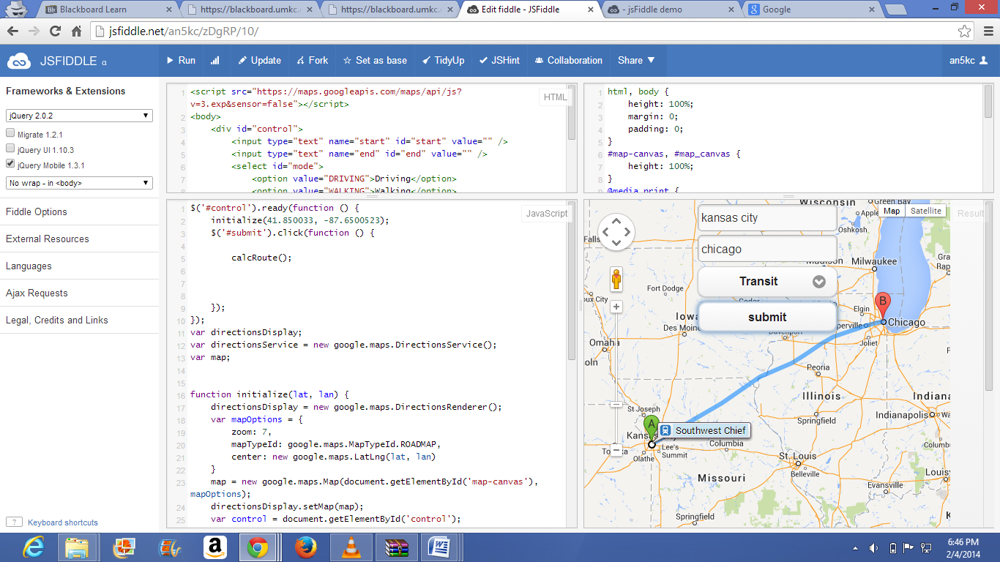 Blackboard Learn
https://blackboard.umkc.
https://blackboard.umkc.
Edit fiddle - JSFiddle
- jsFiddle demo
Google
jsfiddle.net/an5kc/zDgRP/10/
JSFIDDLE α
Run
Update
Fork
Set as base
TidyUp
JSHint
Collaboration
Share
an5kc
Frameworks & Extensions
jQuery 2.0.2
Migrate 1.2.1
jQuery UI 1.10.3
jQuery Mobile 1.3.1
No wrap - in <body>
Fiddle Options
External Resources
Languages
Ajax Requests
Legal, Credits and Links
? Keyboard shortcuts
HTML
1 <script src="https://maps.googleapis.com/maps/api/js?
v=3.exp&sensor=false"></script>
2 <body>
3 <div id="control">
4 <input type="text" name="start" id="start" value="" />
5 <input type="text" name="end" id="end" value="" />
6 <select id="mode">
7 <option value="DRIVING">Driving</option>
8 <option value="WALKING">Walking</option>
1 html, body {
2 height: 100%;
3 margin: 0;
4 padding: 0;
5 }
6 #map-canvas, #map_canvas {
7 height: 100%;
8 }
9 @media print {
JavaScript
1 $('#control').ready(function () {
2 initialize(41.850033, -87.6500523);
3 $('#submit').click(function () {
4
5 calcRoute();
6
7
8
9 });
10 });
11 var directionsDisplay;
12 var directionsService = new google.maps.DirectionsService();
13 var map;
14
15
16 function initialize(lat, lan) {
17 directionsDisplay = new google.maps.DirectionsRenderer();
18 var mapOptions = {
19 zoom: 7,
20 mapTypeId: google.maps.MapTypeId.ROADMAP,
21 center: new google.maps.LatLng(lat, lan)
22 }
23 map = new google.maps.Map(document.getElementById('map-canvas'),
mapOptions);
24 directionsDisplay.setMap(map);
25 var control = document.getElementById('control');
Result
Map
Satellite
kansas city
chicago
Transit
submit
Wisconsin
Green Bay
Oshkosh
Madison
Milwaukee
Fort Dodge
Elgin
Chicago
Des Moine
Joliet
Davenport
Omaha
Peoria
Illinois
Indiana
St Joseph
Springfield
Indianapolis
A
B
Southwest Chief
Columbia
Olathe
Lee's
Summit
St. Louis
Belleville
Missouri
Evansville
Springfield
6:46 PM
2/4/2014